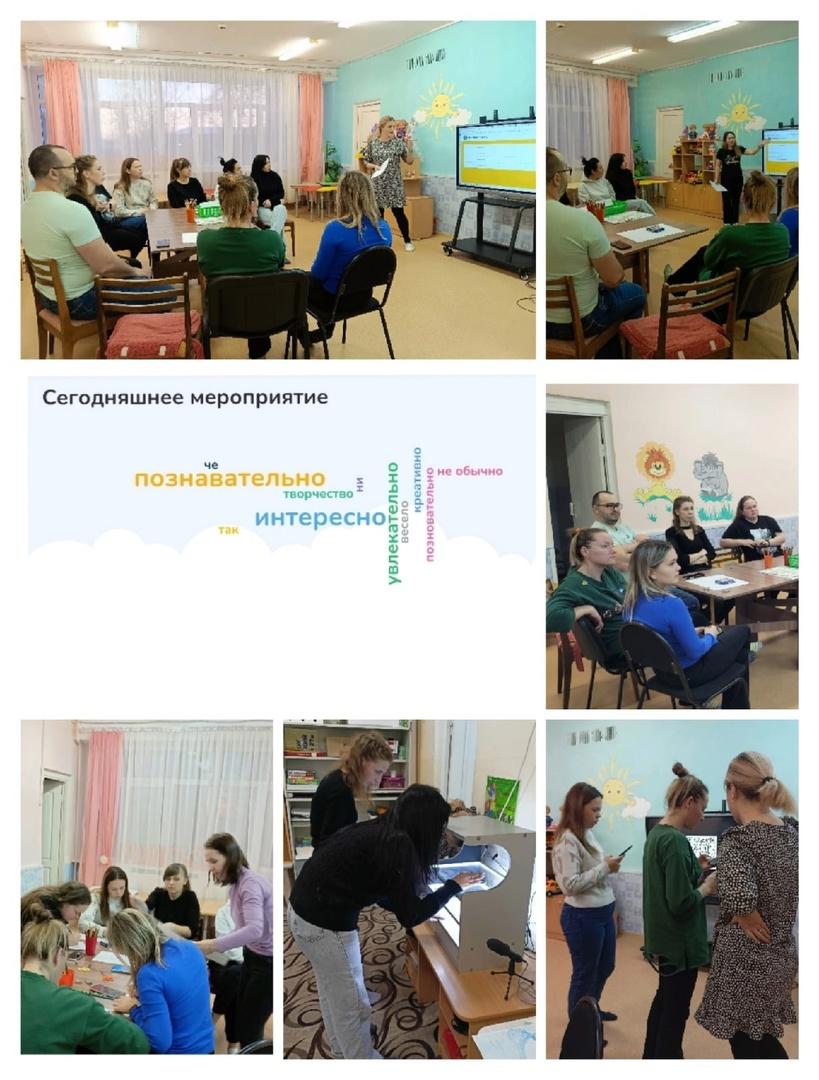 Сегодняшнее мероприятие
че
познавательно
творчество
ни
интересно
так
увлекательно
весело
креативно
позновательно
не обычно